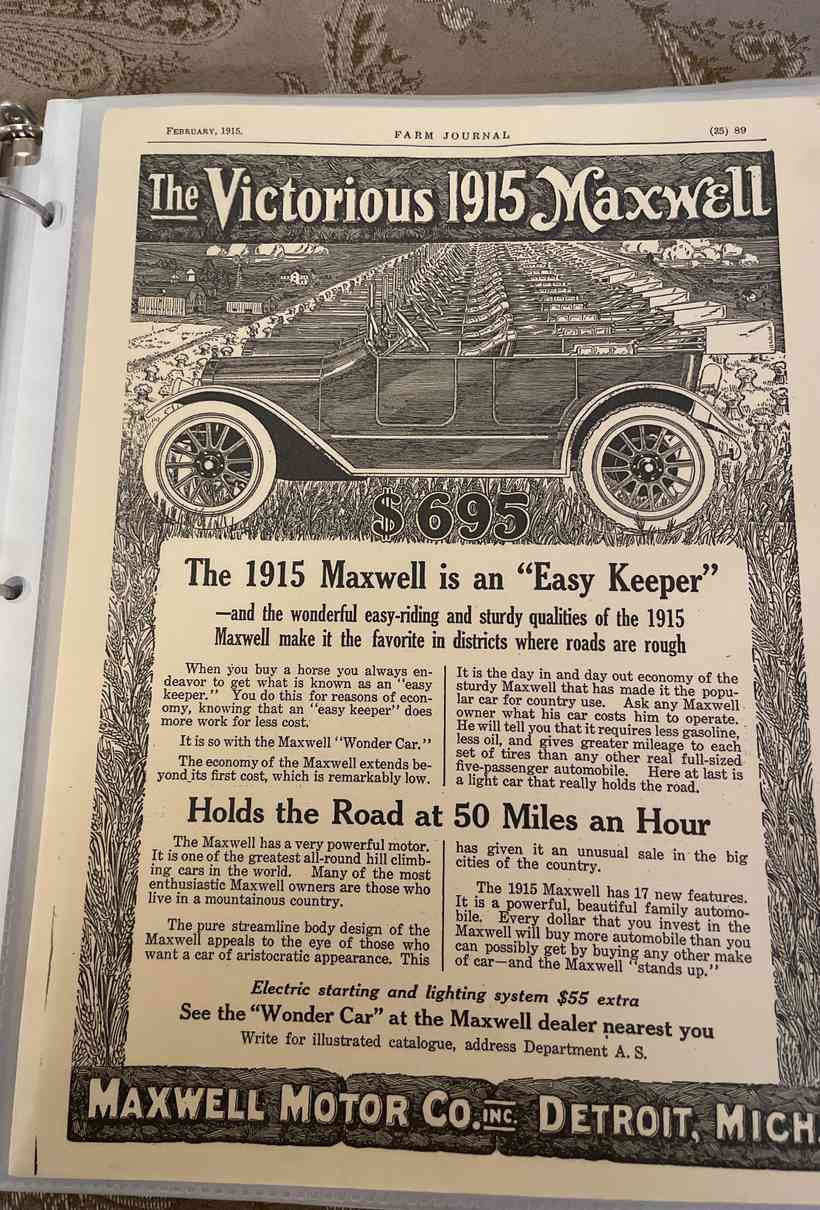 FEBRUARY, 1915.
FARM JOURNAL
(25) 89
The Victorious 1915 Maxwell
$695
The 1915 Maxwell is an “Easy Keeper”
—and the wonderful easy-riding and sturdy qualities of the 1915
Maxwell make it the favorite in districts where roads are rough
When you buy a horse you always en-
deavor to get what is known as an “easy
keeper.” You do this for reasons of econ-
omy, knowing that an “easy keeper” does
more work for less cost.
It is so with the Maxwell “Wonder Car.”
The economy of the Maxwell extends be-
yond its first cost, which is remarkably low.
It is the day in and day out economy of the
sturdy Maxwell that has made it the popu-
lar car for country use. Ask any Maxwell
owner what his car costs him to operate.
He will tell you that it requires less gasoline,
less oil, and gives greater mileage to each
set of tires than any other real full-sized
five-passenger automobile. Here at last is
a light car that really holds the road.
Holds the Road at 50 Miles an Hour
The Maxwell has a very powerful motor.
It is one of the greatest all-round hill climb-
ing cars in the world. Many of the most
enthusiastic Maxwell owners are those who
live in a mountainous country.
The pure streamline body design of the
Maxwell appeals to the eye of those who
want a car of aristocratic appearance. This
has given it an unusual sale in the big
cities of the country.
The 1915 Maxwell has 17 new features.
It is a powerful, beautiful family automo-
bile. Every dollar that you invest in the
Maxwell will buy more automobile than you
can possibly get by buying any other make
of car—and the Maxwell “stands up.”
Electric starting and lighting system $55 extra
See the “Wonder Car” at the Maxwell dealer nearest you
Write for illustrated catalogue, address Department A. S.
MAXWELL MOTOR CO. INC. DETROIT, MICH.